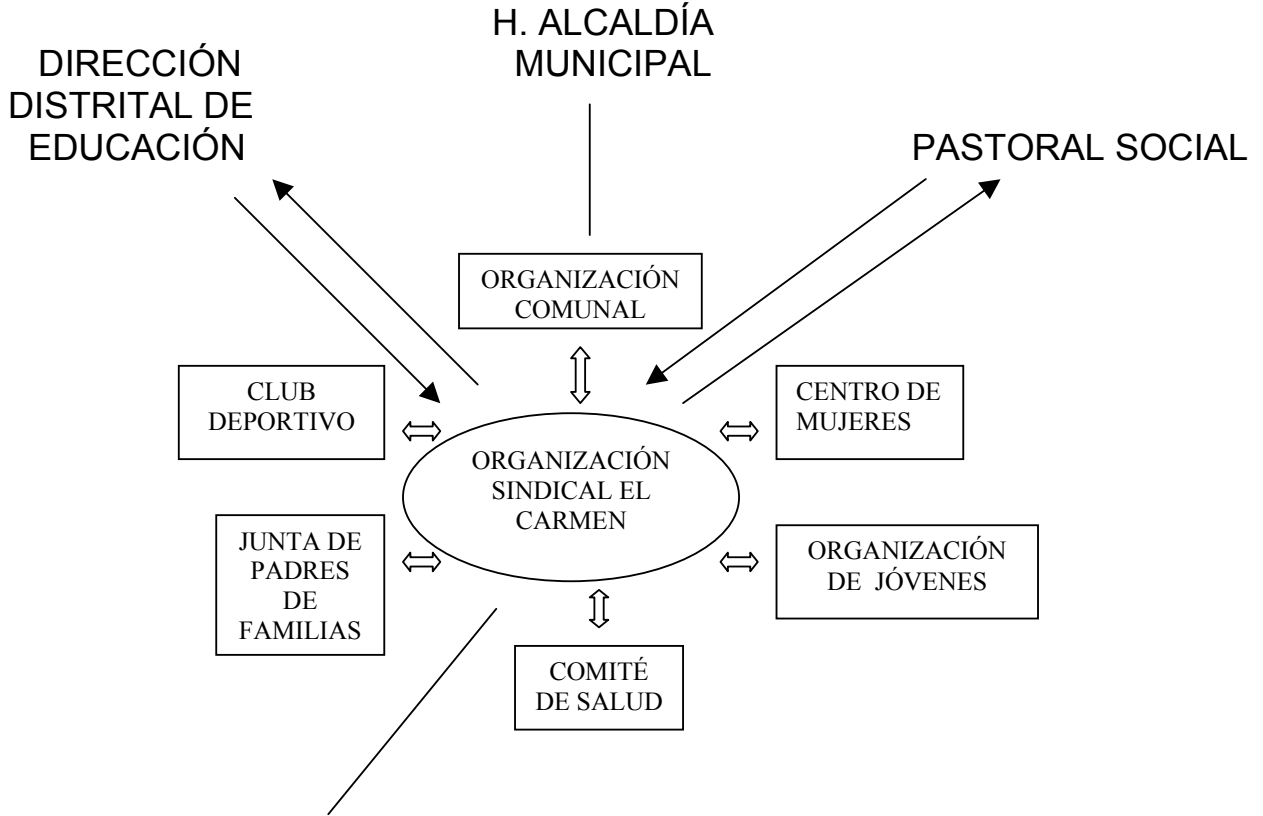 H. ALCALDÍA
MUNICIPAL
DIRECCIÓN
DISTRITAL DE
EDUCACIÓN
PASTORAL SOCIAL
ORGANIZACIÓN
COMUNAL
CLUB
DEPORTIVO
CENTRO DE
MUJERES
ORGANIZACIÓN
SINDICAL EL
CARMEN
JUNTA DE
PADRES
DE
FAMILIAS
ORGANIZACIÓN
DE JÓVENES
COMITÉ
DE SALUD